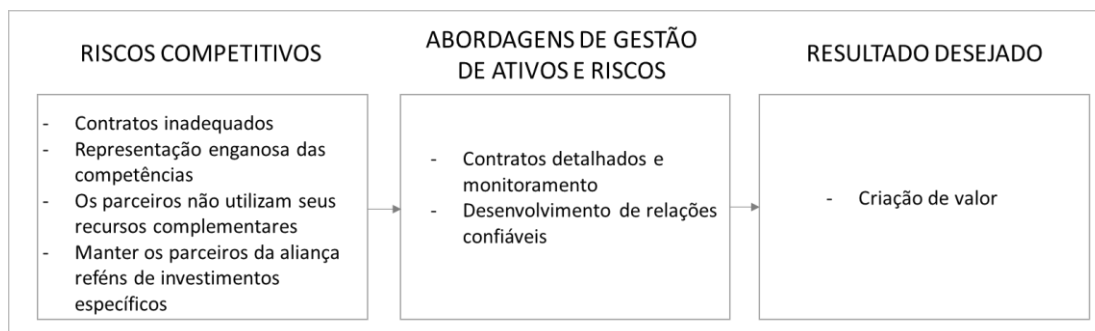 RISCOS COMPETITIVOS
- Contratos inadequados
- Representação enganosa das
competências
- Os parceiros não utilizam seus
recursos complementares
- Manter os parceiros da aliança
reféns de investimentos
específicos
ABORDAGENS DE GESTÃO
DE ATIVOS E RISCOS
- Contratos detalhados e
monitoramento
- Desenvolvimento de relações
confiáveis
RESULTADO DESEJADO
- Criação de valor